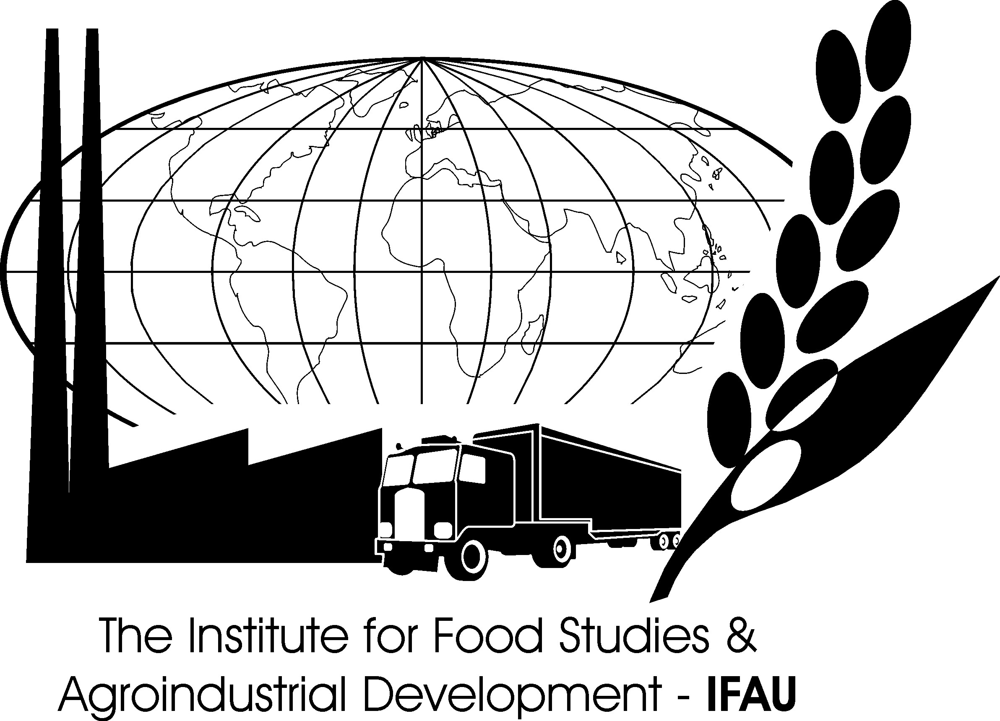 The Institute for Food Studies &
Agroindustrial Development - IFAU